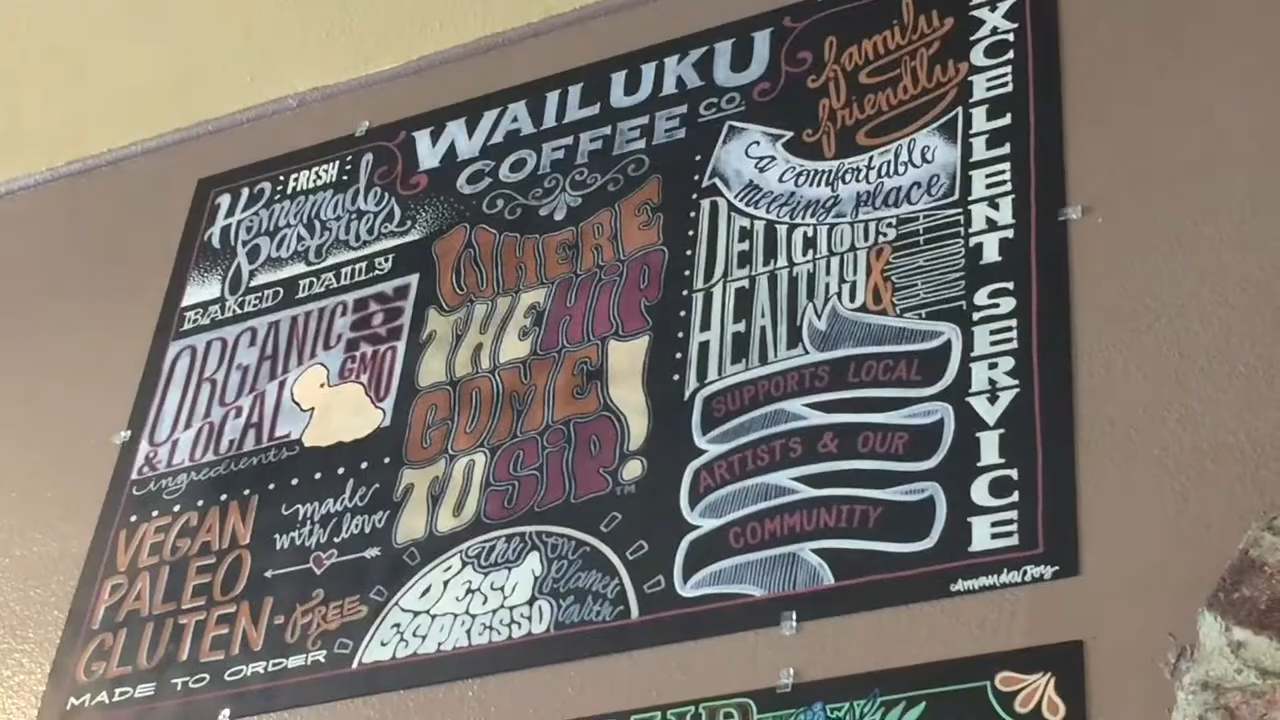 WAILUKU
COFFEE CO.
FRESH
Homemade
pastries
BAKED DAILY
ORGANIC
NON
GMO
& LOCAL
ingredients
VEGAN
PALEO
GLUTEN-FREE
MADE TO ORDER
made
with love
WHERE
THE HIP
COME
TO SIP!
TM
The
BEST
ESPRESSO
on
Planet
Earth
family
friendly
a comfortable
meeting place
DELICIOUS
HEALTHY &
SUPPORTS LOCAL
ARTISTS & OUR
COMMUNITY
EXCELLENT SERVICE
Amanda Joy